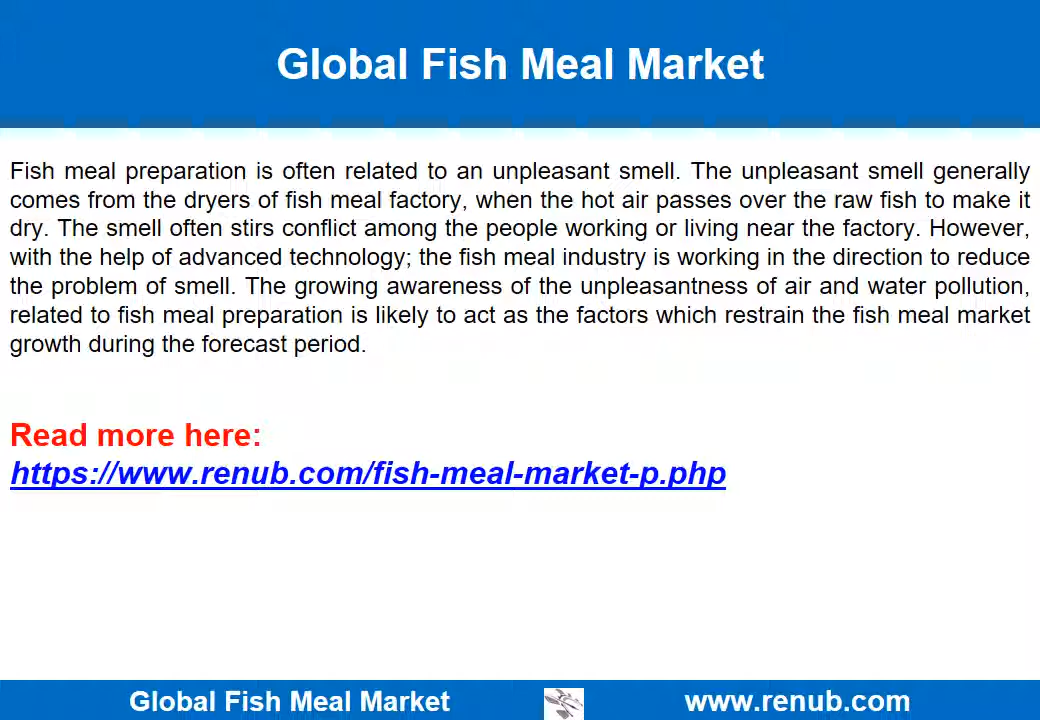 Global Fish Meal Market
Fish meal preparation is often related to an unpleasant smell. The unpleasant smell generally
comes from the dryers of fish meal factory, when the hot air passes over the raw fish to make it
dry. The smell often stirs conflict among the people working or living near the factory. However,
with the help of advanced technology; the fish meal industry is working in the direction to reduce
the problem of smell. The growing awareness of the unpleasantness of air and water pollution,
related to fish meal preparation is likely to act as the factors which restrain the fish meal market
growth during the forecast period.
Read more here:
https://www.renub.com/fish-meal-market-p.php
Global Fish Meal Market
www.renub.com